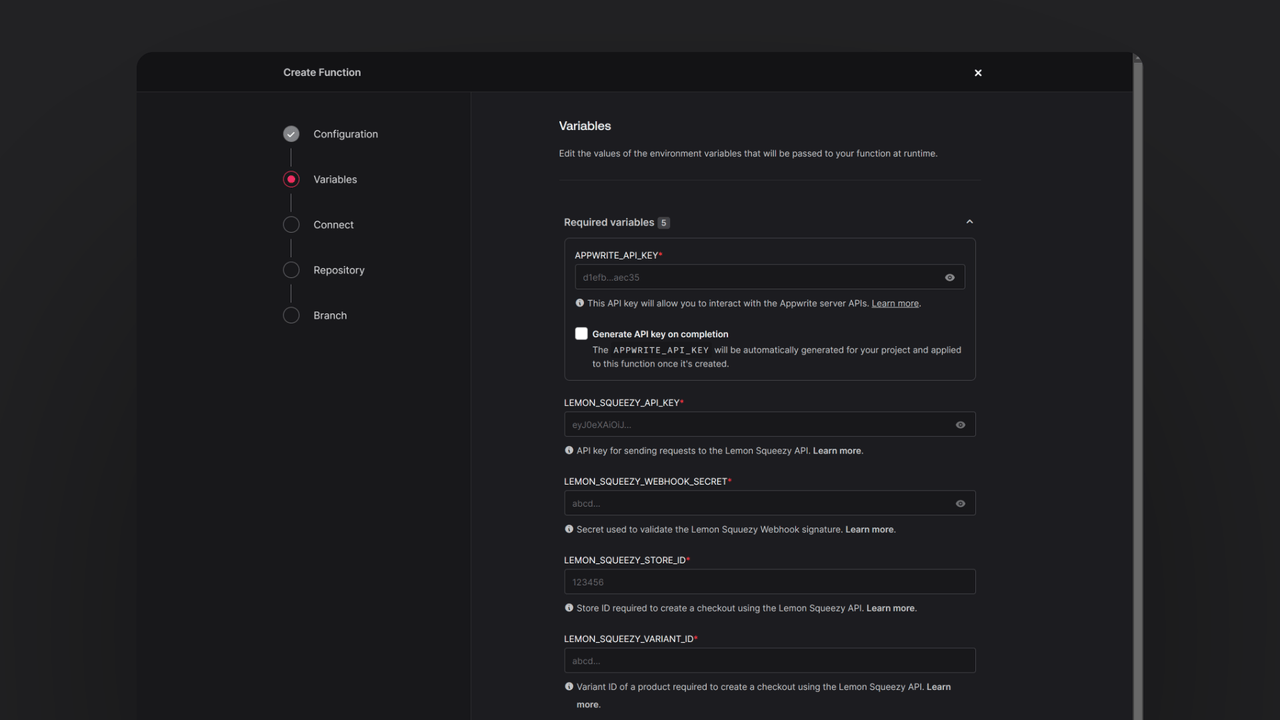 Create Function
Configuration
Variables
Connect
Repository
Branch
Variables
Edit the values of the environment variables that will be passed to your function at runtime.
Required variables 5
APPWRITE_API_KEY*
d1efb...aec35
This API key will allow you to interact with the Appwrite server APIs. Learn more.
Generate API key on completion
The APPWRITE_API_KEY will be automatically generated for your project and applied
to this function once it's created.
LEMON_SQUEEZY_API_KEY*
eyJ0eXAiOiJ...
API key for sending requests to the Lemon Squeezy API. Learn more.
LEMON_SQUEEZY_WEBHOOK_SECRET*
abcd...
Secret used to validate the Lemon Squuezy Webhook signature. Learn more.
LEMON_SQUEEZY_STORE_ID*
123456
Store ID required to create a checkout using the Lemon Squeezy API. Learn more.
LEMON_SQUEEZY_VARIANT_ID*
abcd...
Variant ID of a product required to create a checkout using the Lemon Squeezy API. Learn
more.